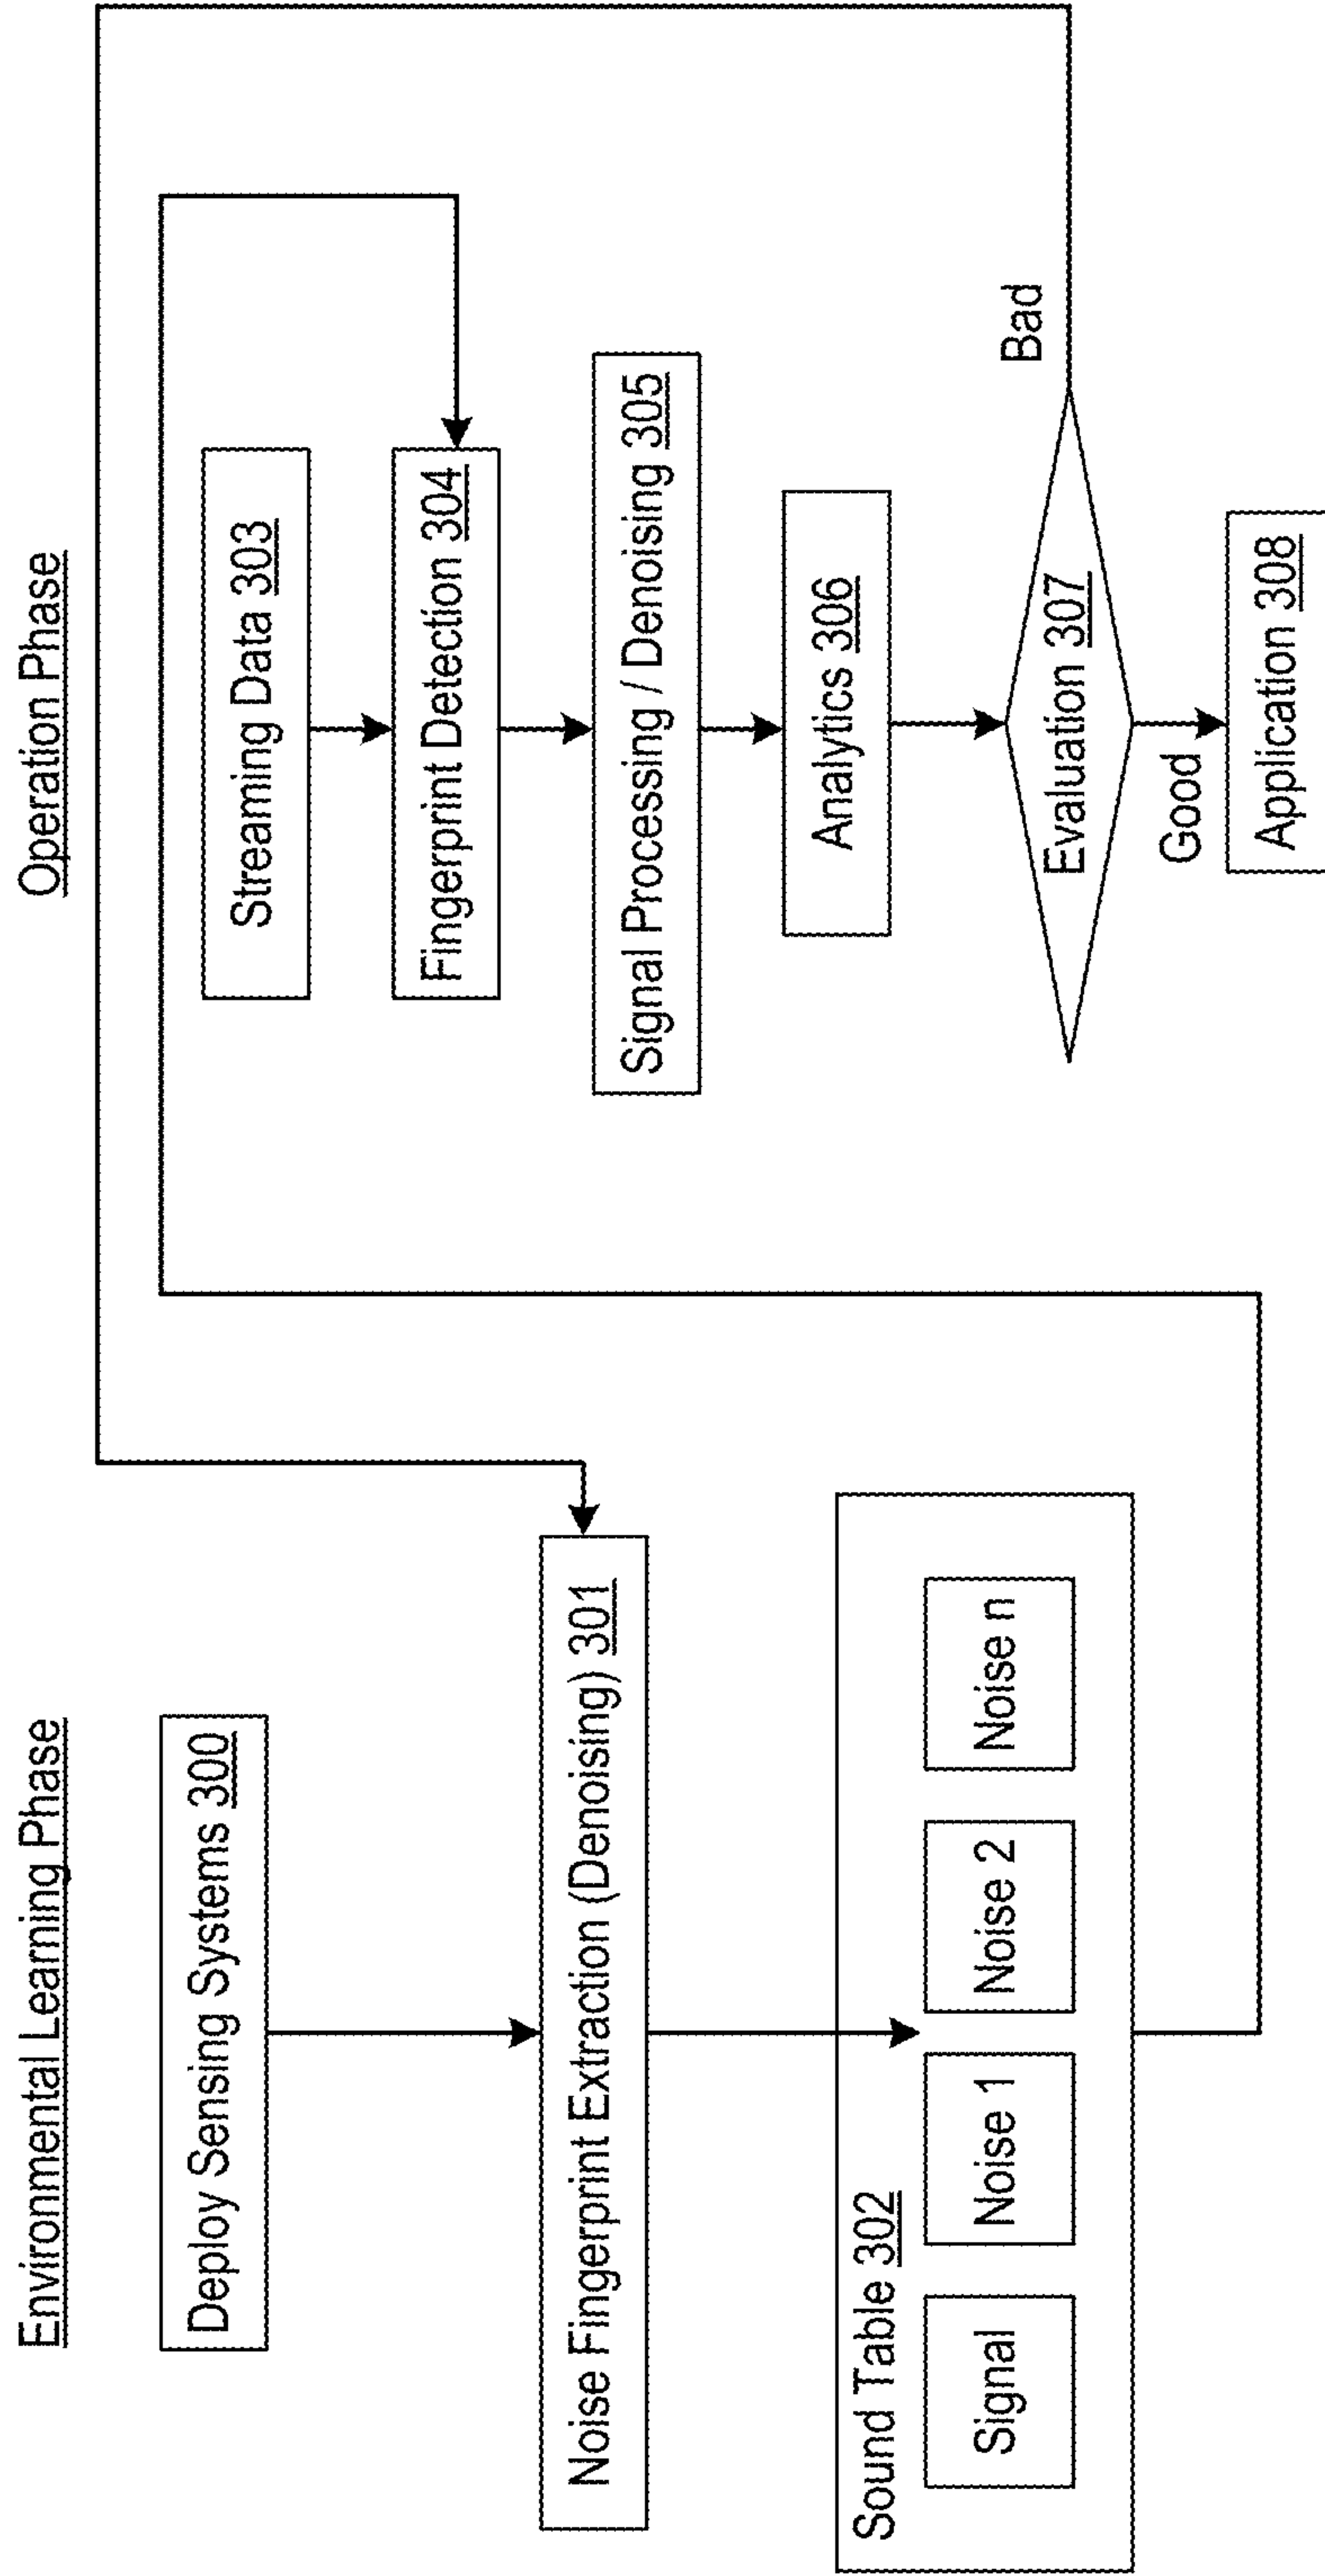 Environmental Learning Phase
Deploy Sensing Systems 300
Noise Fingerprint Extraction (Denoising) 301
Sound Table 302
Signal
Noise 1
Noise 2
Noise n
Operation Phase
Streaming Data 303
Fingerprint Detection 304
Signal Processing / Denoising 305
Analytics 306
Evaluation 307
Bad
Good
Application 308